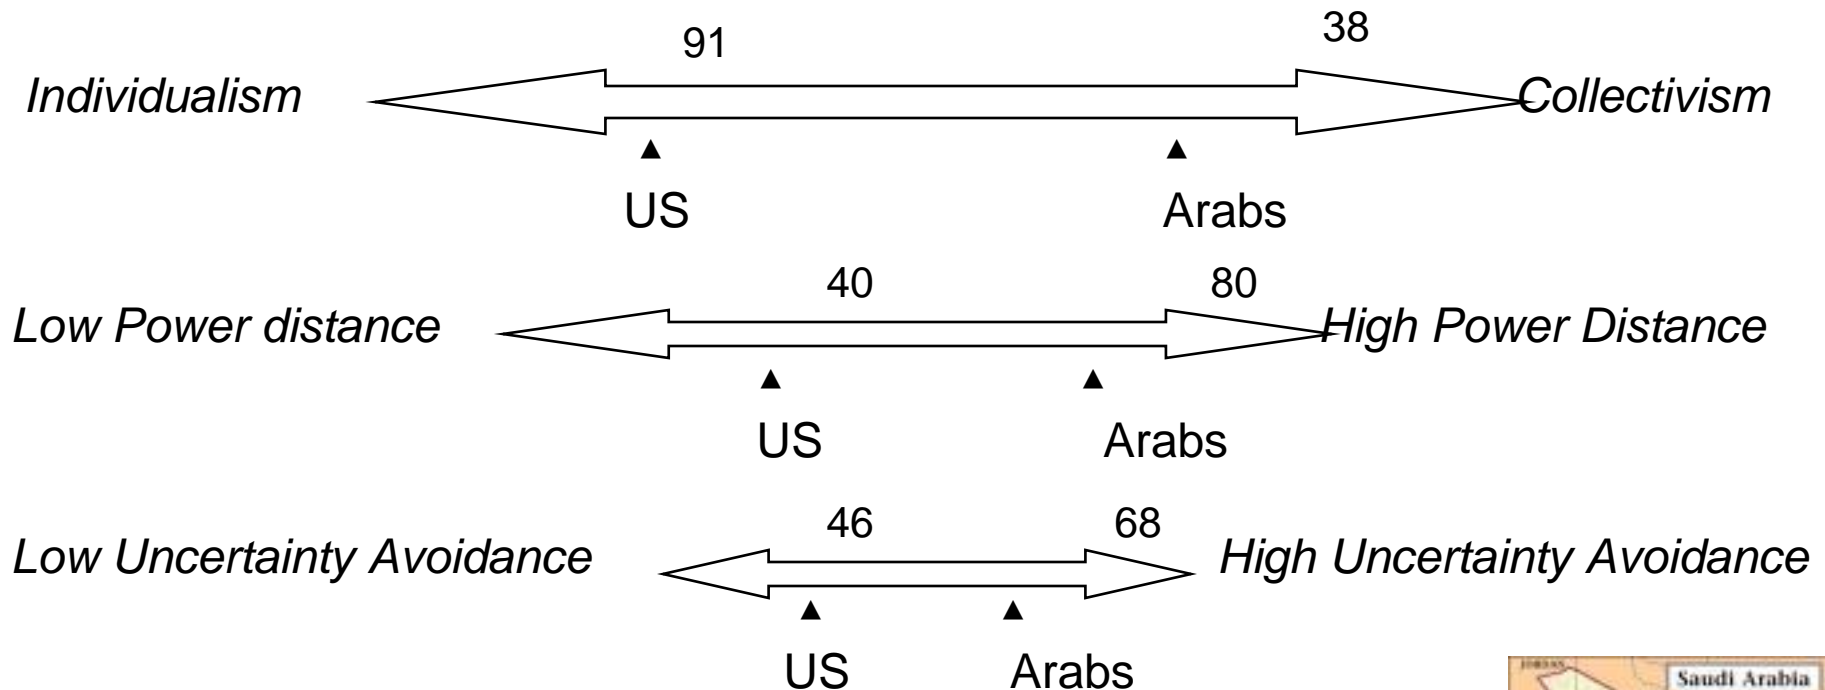 91 38
Individualism Collectivism
▲ ▲
US Arabs
40 80
Low Power distance High Power Distance
▲ ▲
US Arabs
46 68
Low Uncertainty Avoidance High Uncertainty Avoidance
▲ ▲
US Arabs
Saudi Arabia